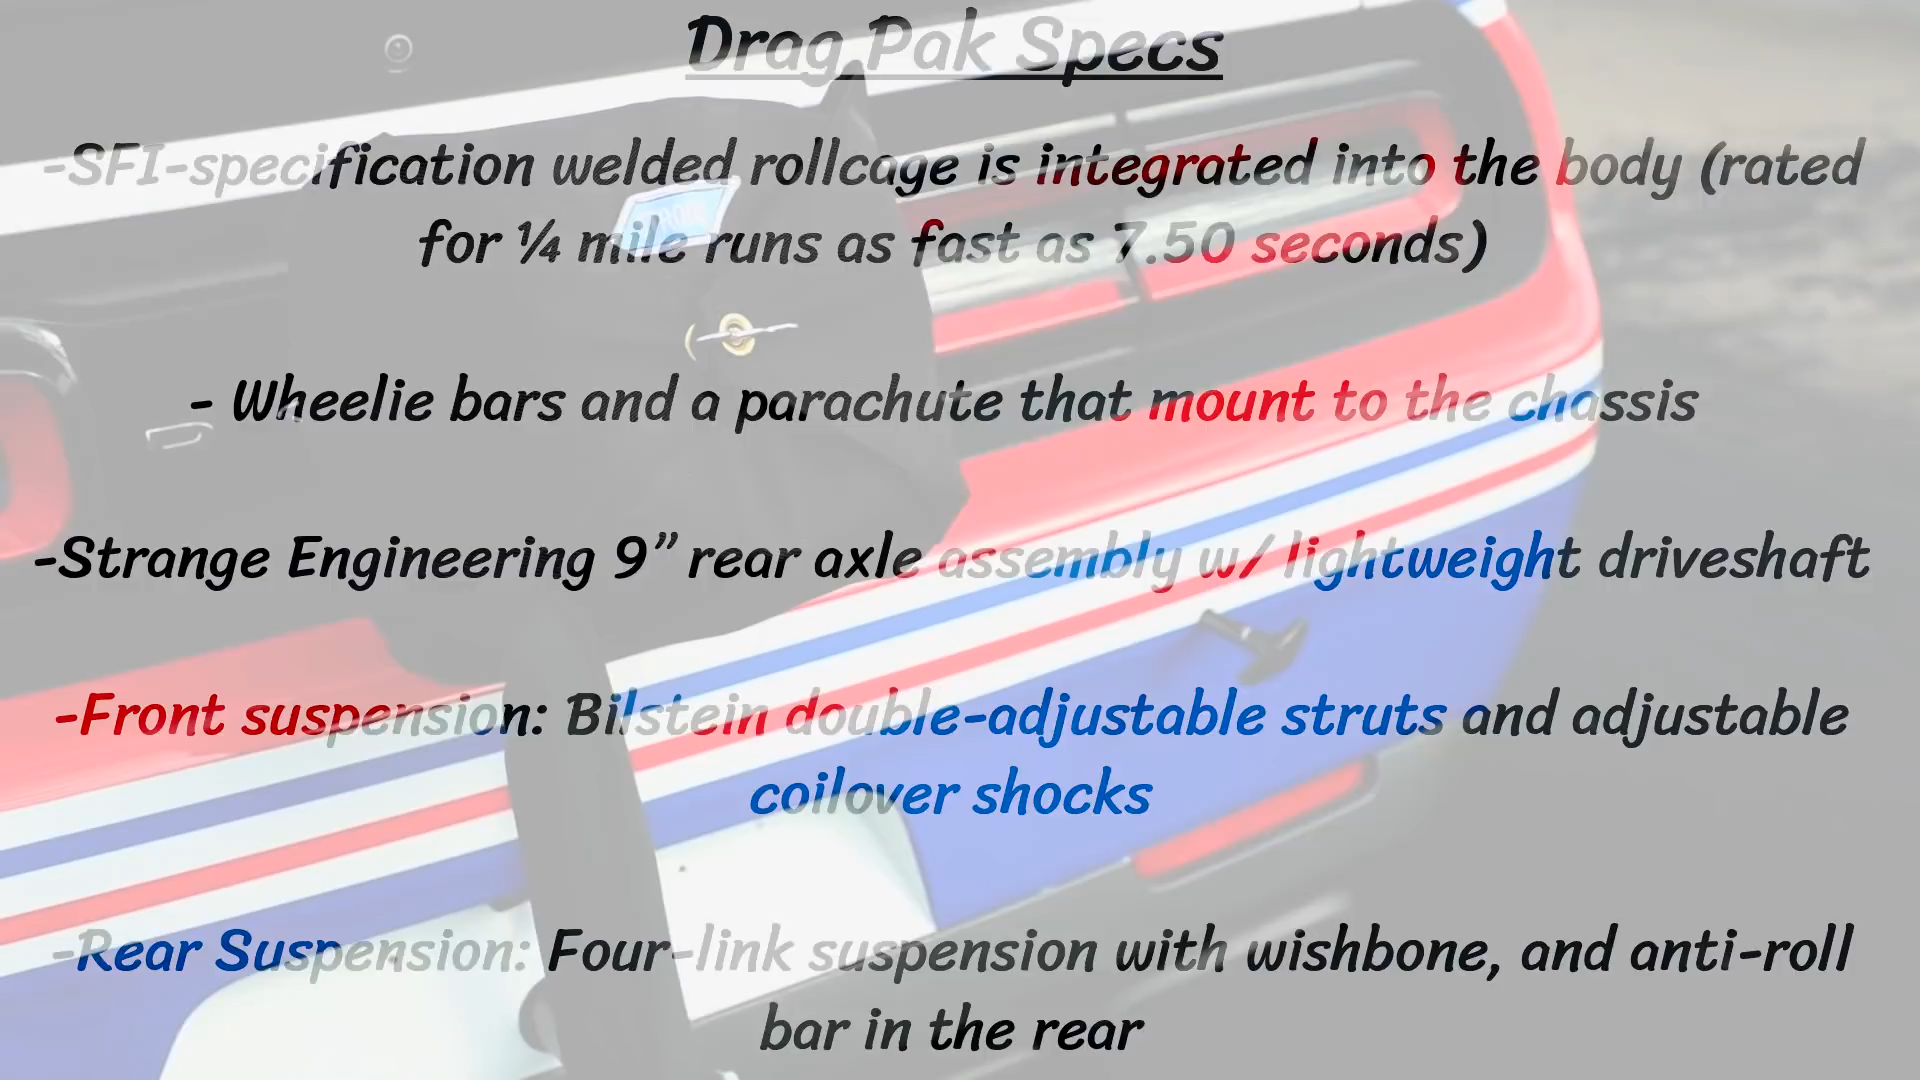 Drag Pak Specs
-SFI-specification welded rollcage is integrated into the body (rated
for ¼ mile runs as fast as 7.50 seconds)
- Wheelie bars and a parachute that mount to the chassis
-Strange Engineering 9” rear axle assembly w/ lightweight driveshaft
-Front suspension: Bilstein double-adjustable struts and adjustable
coilover shocks
-Rear Suspension: Four-link suspension with wishbone, and anti-roll
bar in the rear